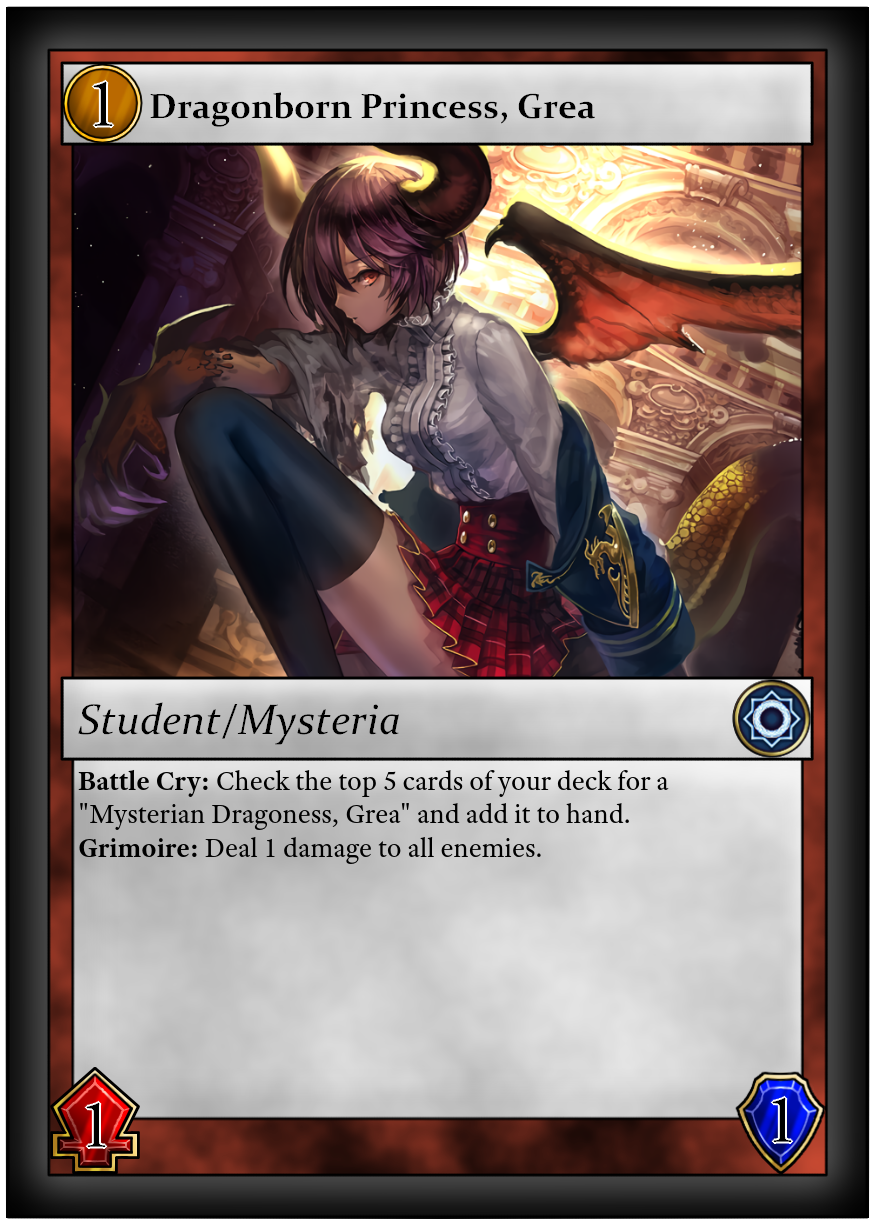 1
Dragonborn Princess, Grea
Student/Mysteria
Battle Cry: Check the top 5 cards of your deck for a
"Mysterian Dragoness, Grea" and add it to hand.
Grimoire: Deal 1 damage to all enemies.
1
1